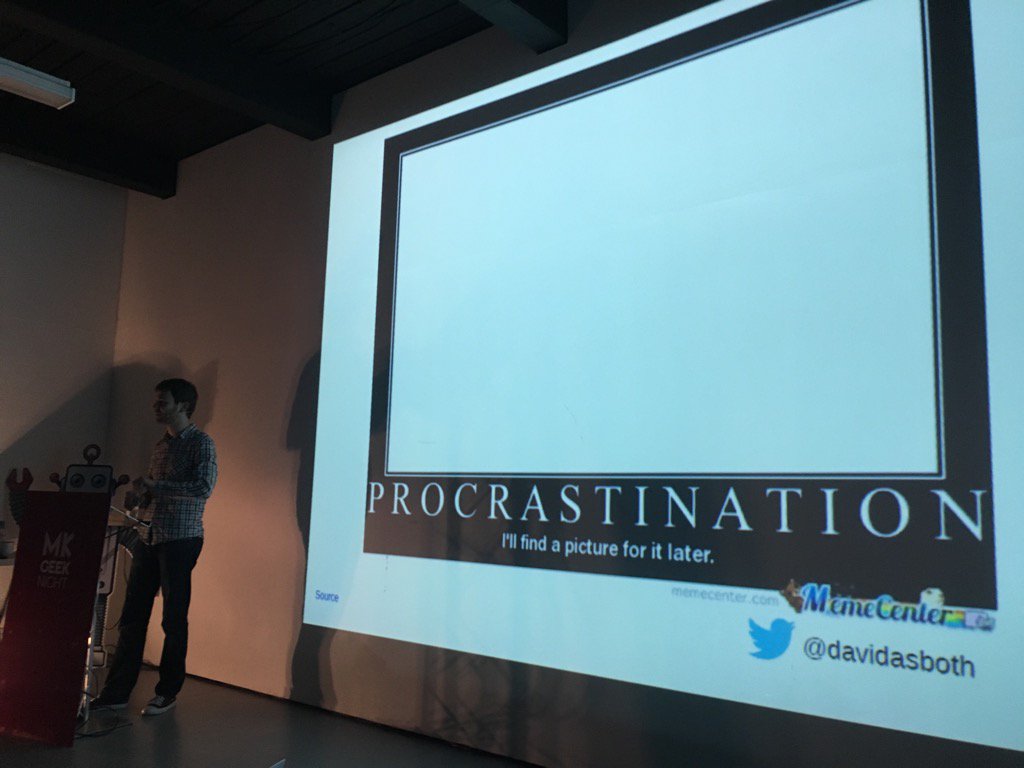 MK
GEEK
NIGHT
PROCRASTINATION
I'll find a picture for it later.
Source
memecenter.com MemeCenter
@davidasboth